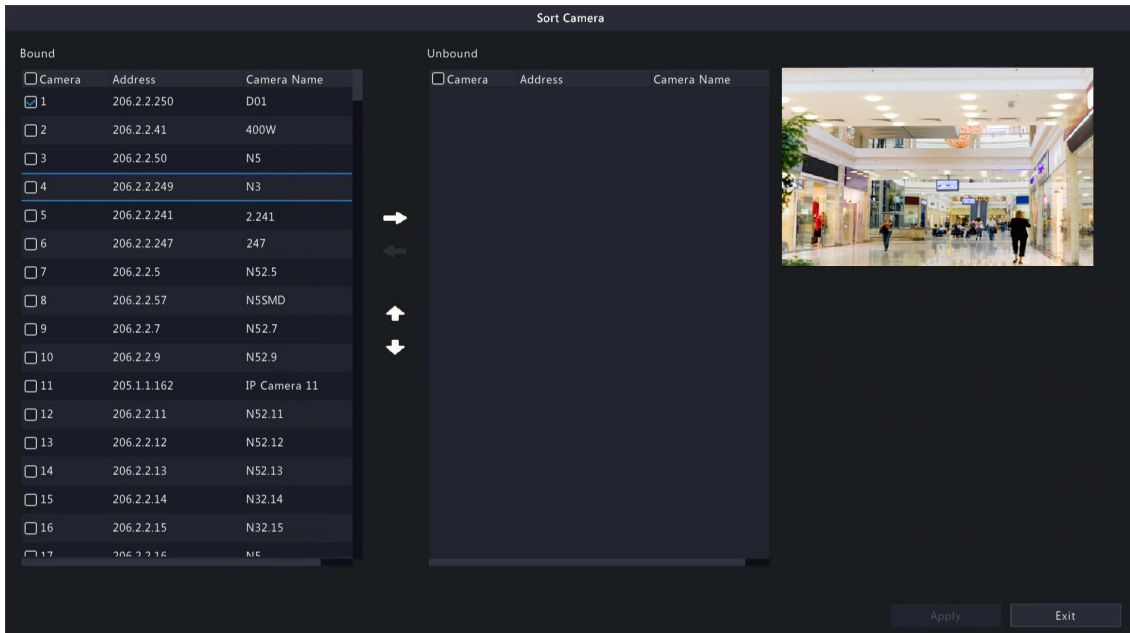 Sort Camera
Bound
Camera Address Camera Name
1 206.2.2.250 D01
2 206.2.2.41 400W
3 206.2.2.50 N5
4 206.2.2.249 N3
5 206.2.2.241 2.241
6 206.2.2.247 247
7 206.2.2.5 N52.5
8 206.2.2.57 N5SMD
9 206.2.2.7 N52.7
10 206.2.2.9 N52.9
11 205.1.1.162 IP Camera 11
12 206.2.2.11 N52.11
13 206.2.2.12 N52.12
14 206.2.2.13 N52.13
15 206.2.2.14 N32.14
16 206.2.2.15 N32.15
17 206.2.2.16 N5
Unbound
Camera Address Camera Name
Apply Exit